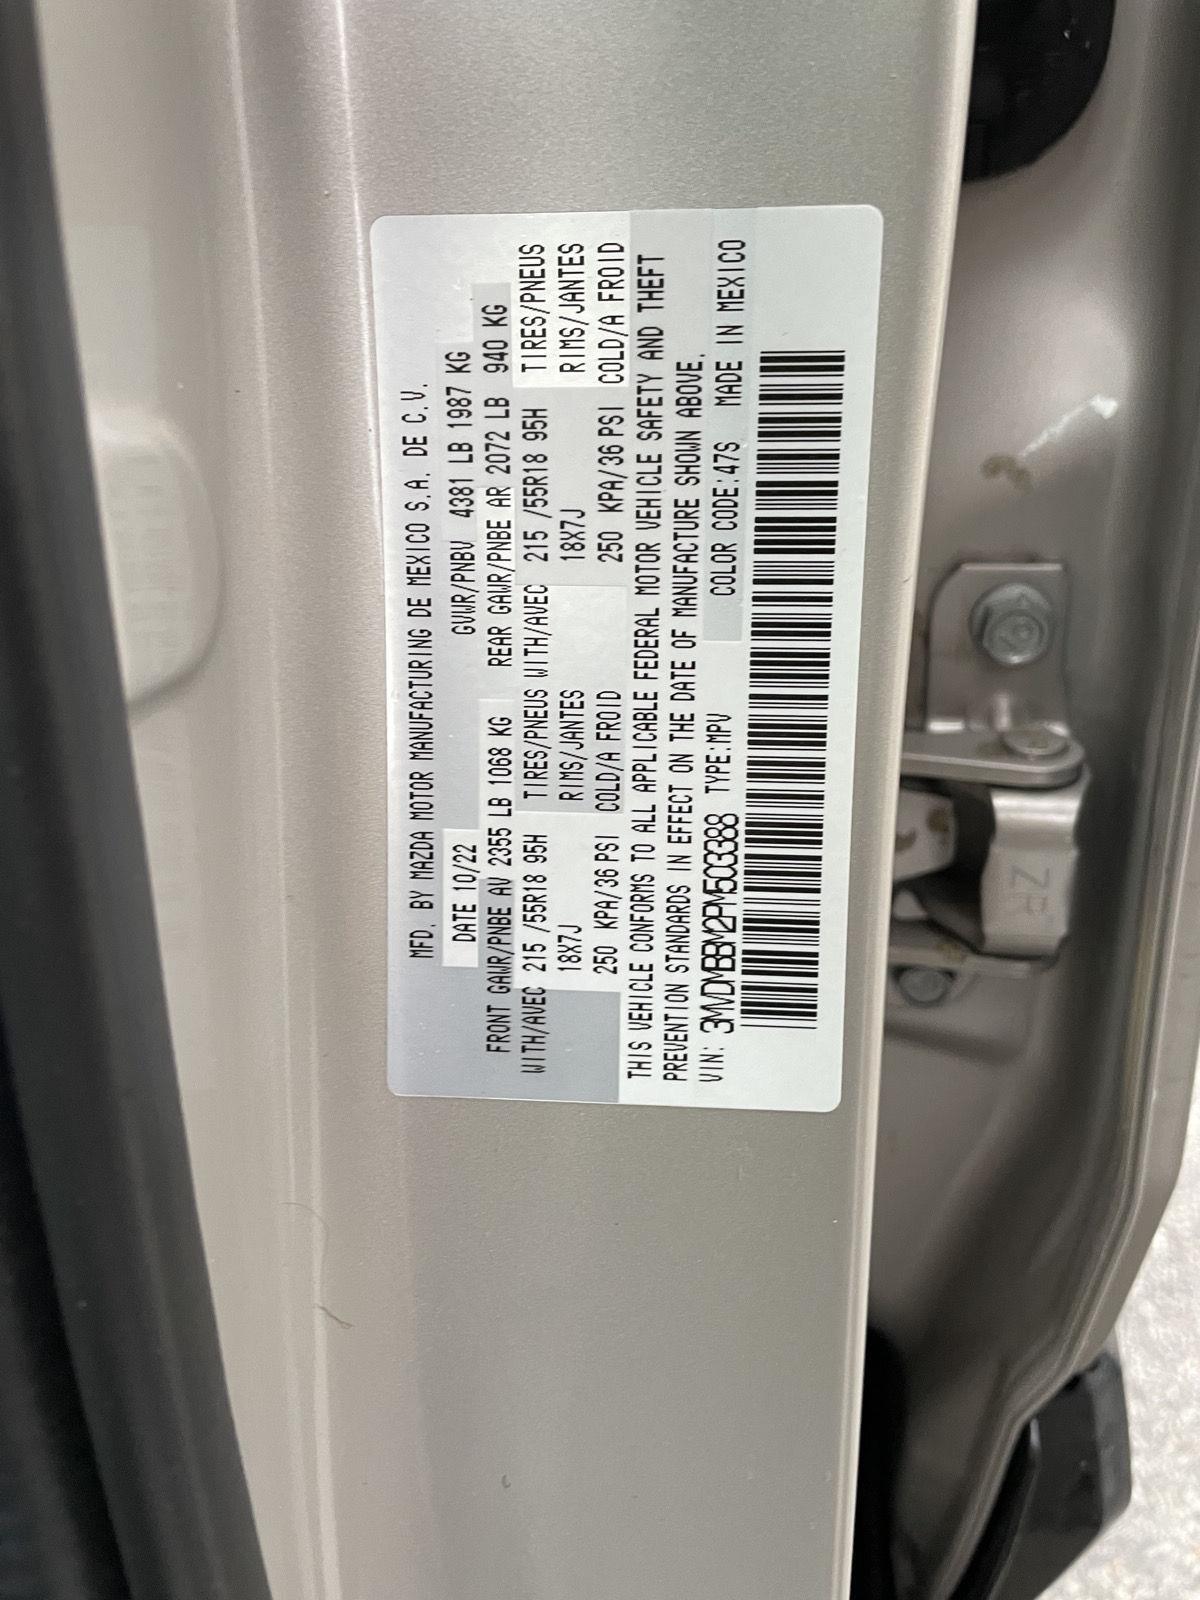 MFD. BY MAZDA MOTOR MANUFACTURING DE MEXICO S.A. DE C.V.
DATE 10/22 GVWR/PNBV 4381 LB 1987 KG
FRONT GAWR/PNBE AV 2355 LB 1068 KG REAR GAWR/PNBE AR 2072 LB 940 KG
WITH/AVEC 215 /55R18 95H TIRES/PNEUS WITH/AVEC 215 /55R18 95H TIRES/PNEUS
18X7J RIMS/JANTES 18X7J RIMS/JANTES
250 KPA/36 PSI COLD/A FROID 250 KPA/36 PSI COLD/A FROID
THIS VEHICLE CONFORMS TO ALL APPLICABLE FEDERAL MOTOR VEHICLE SAFETY AND THEFT
PREVENTION STANDARDS IN EFFECT ON THE DATE OF MANUFACTURE SHOWN ABOVE.
VIN: 3MVDMBBM2PM503388 TYPE:MPV COLOR CODE:47S MADE IN MEXICO
ZR